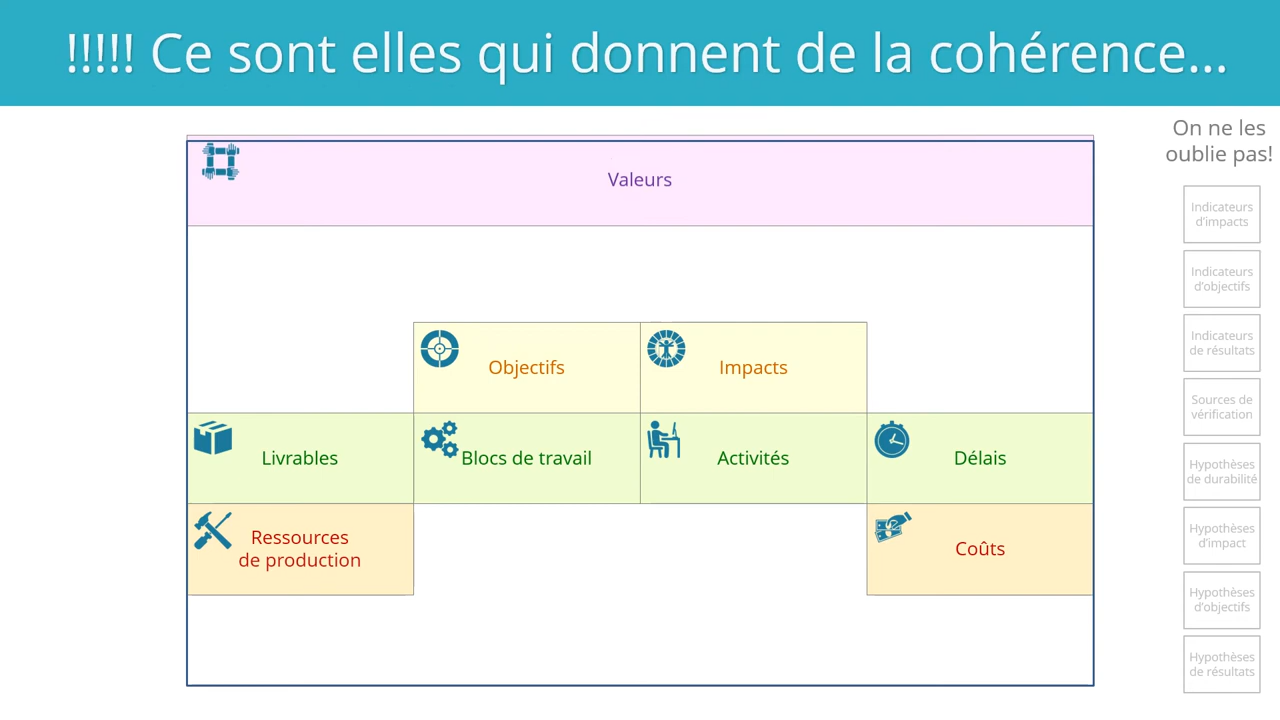 !!!!! Ce sont elles qui donnent de la cohérence...
On ne les
oublie pas!
Valeurs
Objectifs
Impacts
Livrables
Blocs de travail
Activités
Délais
Ressources
de production
Coûts
Indicateurs
d'impacts
Indicateurs
d'objectifs
Indicateurs
de résultats
Sources de
vérification
Hypothèses
de durabilité
Hypothèses
d'impact
Hypothèses
d'objectifs
Hypothèses
de résultats